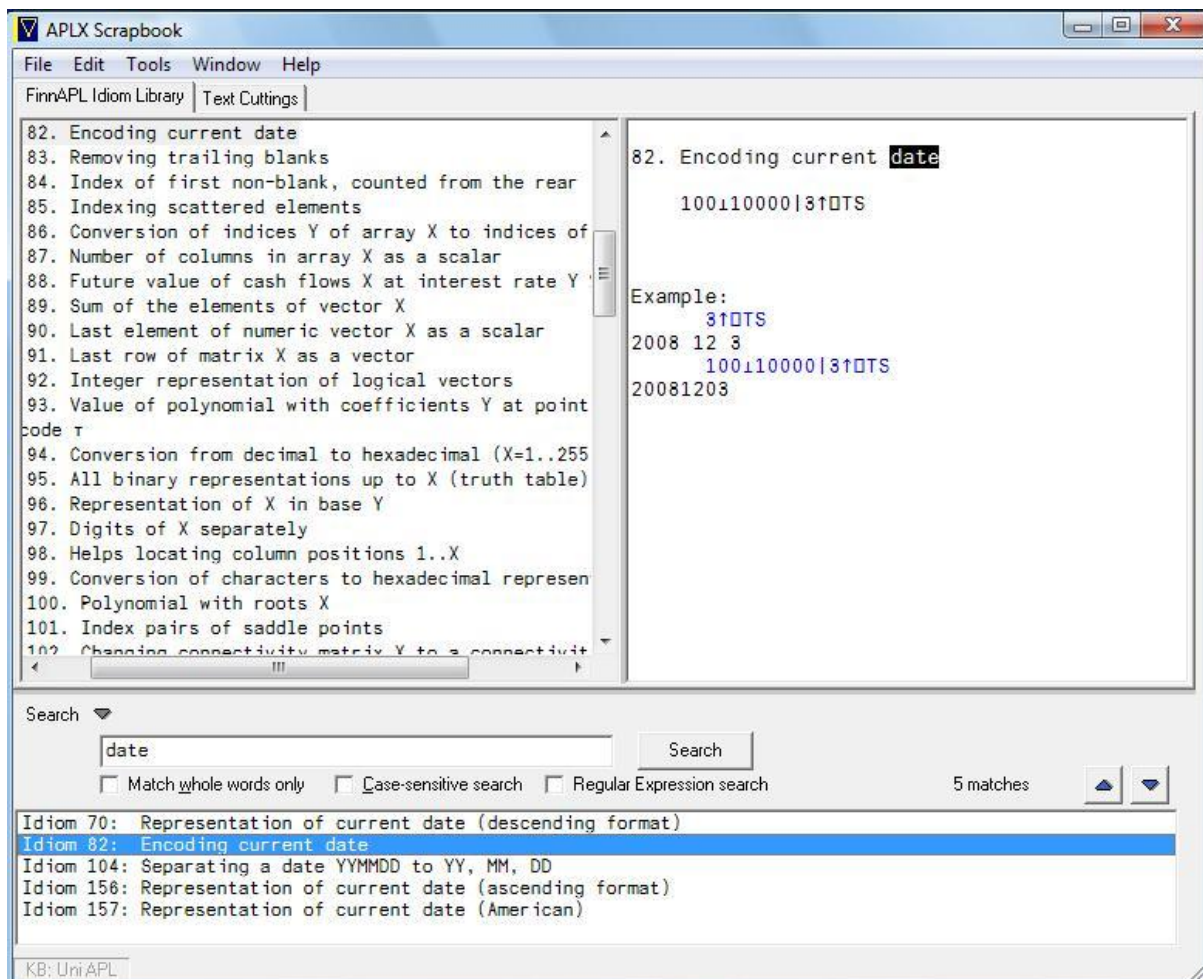 APLX Scrapbook
File Edit Tools Window Help
FinnAPL Idiom Library Text Cuttings
82. Encoding current date
83. Removing trailing blanks
84. Index of first non-blank, counted from the rear
85. Indexing scattered elements
86. Conversion of indices Y of array X to indices of
87. Number of columns in array X as a scalar
88. Future value of cash flows X at interest rate Y
89. Sum of the elements of vector X
90. Last element of numeric vector X as a scalar
91. Last row of matrix X as a vector
92. Integer representation of logical vectors
93. Value of polynomial with coefficients Y at point
code ⊤
94. Conversion from decimal to hexadecimal (X=1..255
95. All binary representations up to X (truth table)
96. Representation of X in base Y
97. Digits of X separately
98. Helps locating column positions 1..X
99. Conversion of characters to hexadecimal represen
100. Polynomial with roots X
101. Index pairs of saddle points
102. Changing connectivity matrix X to a connectivit
82. Encoding current date
100⊥10000|3↑⎕TS
Example:
3↑⎕TS
2008 12 3
100⊥10000|3↑⎕TS
20081203
Search
date Search
Match whole words only Case-sensitive search Regular Expression search 5 matches
Idiom 70: Representation of current date (descending format)
Idiom 82: Encoding current date
Idiom 104: Separating a date YYMMDD to YY, MM, DD
Idiom 156: Representation of current date (ascending format)
Idiom 157: Representation of current date (American)
KB: UniAPL